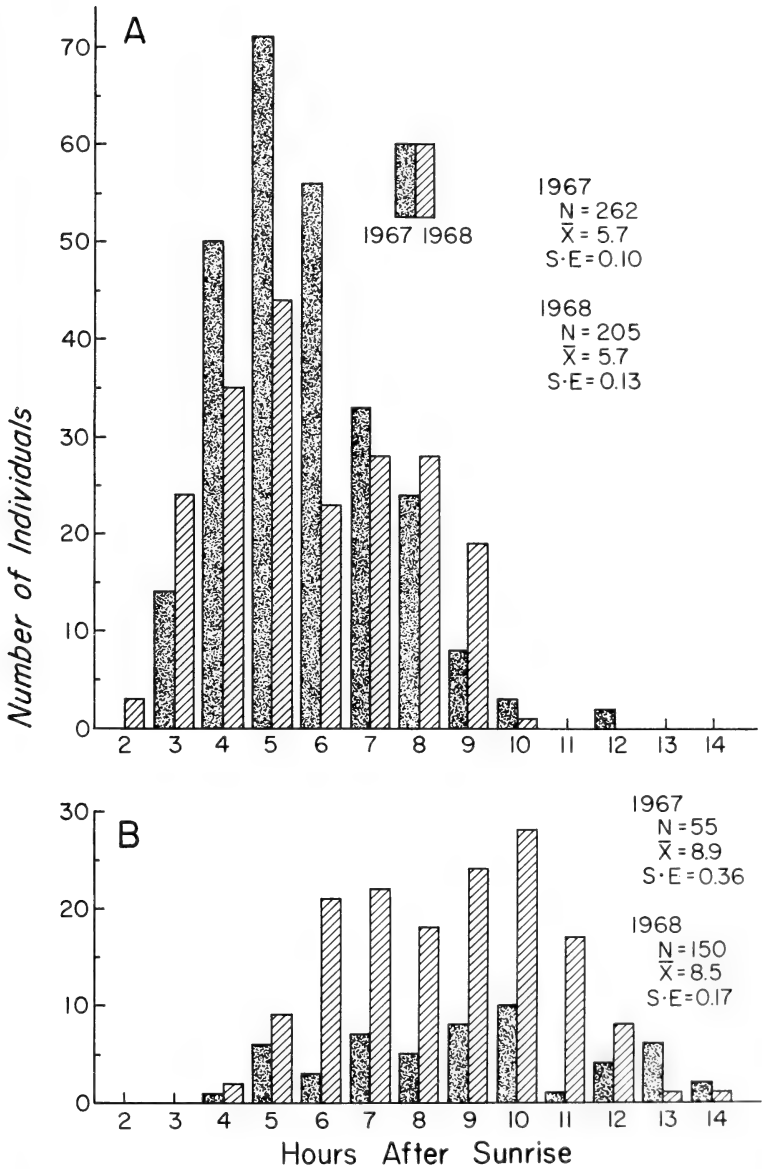 A
70
60
50
40
30
20
10
0
Number of Individuals
1967 1968
1967
N = 262
X̄ = 5.7
S·E = 0.10
1968
N = 205
X̄ = 5.7
S·E = 0.13
2 3 4 5 6 7 8 9 10 11 12 13 14
B
30
20
10
0
1967
N = 55
X̄ = 8.9
S·E = 0.36
1968
N = 150
X̄ = 8.5
S·E = 0.17
2 3 4 5 6 7 8 9 10 11 12 13 14
Hours After Sunrise